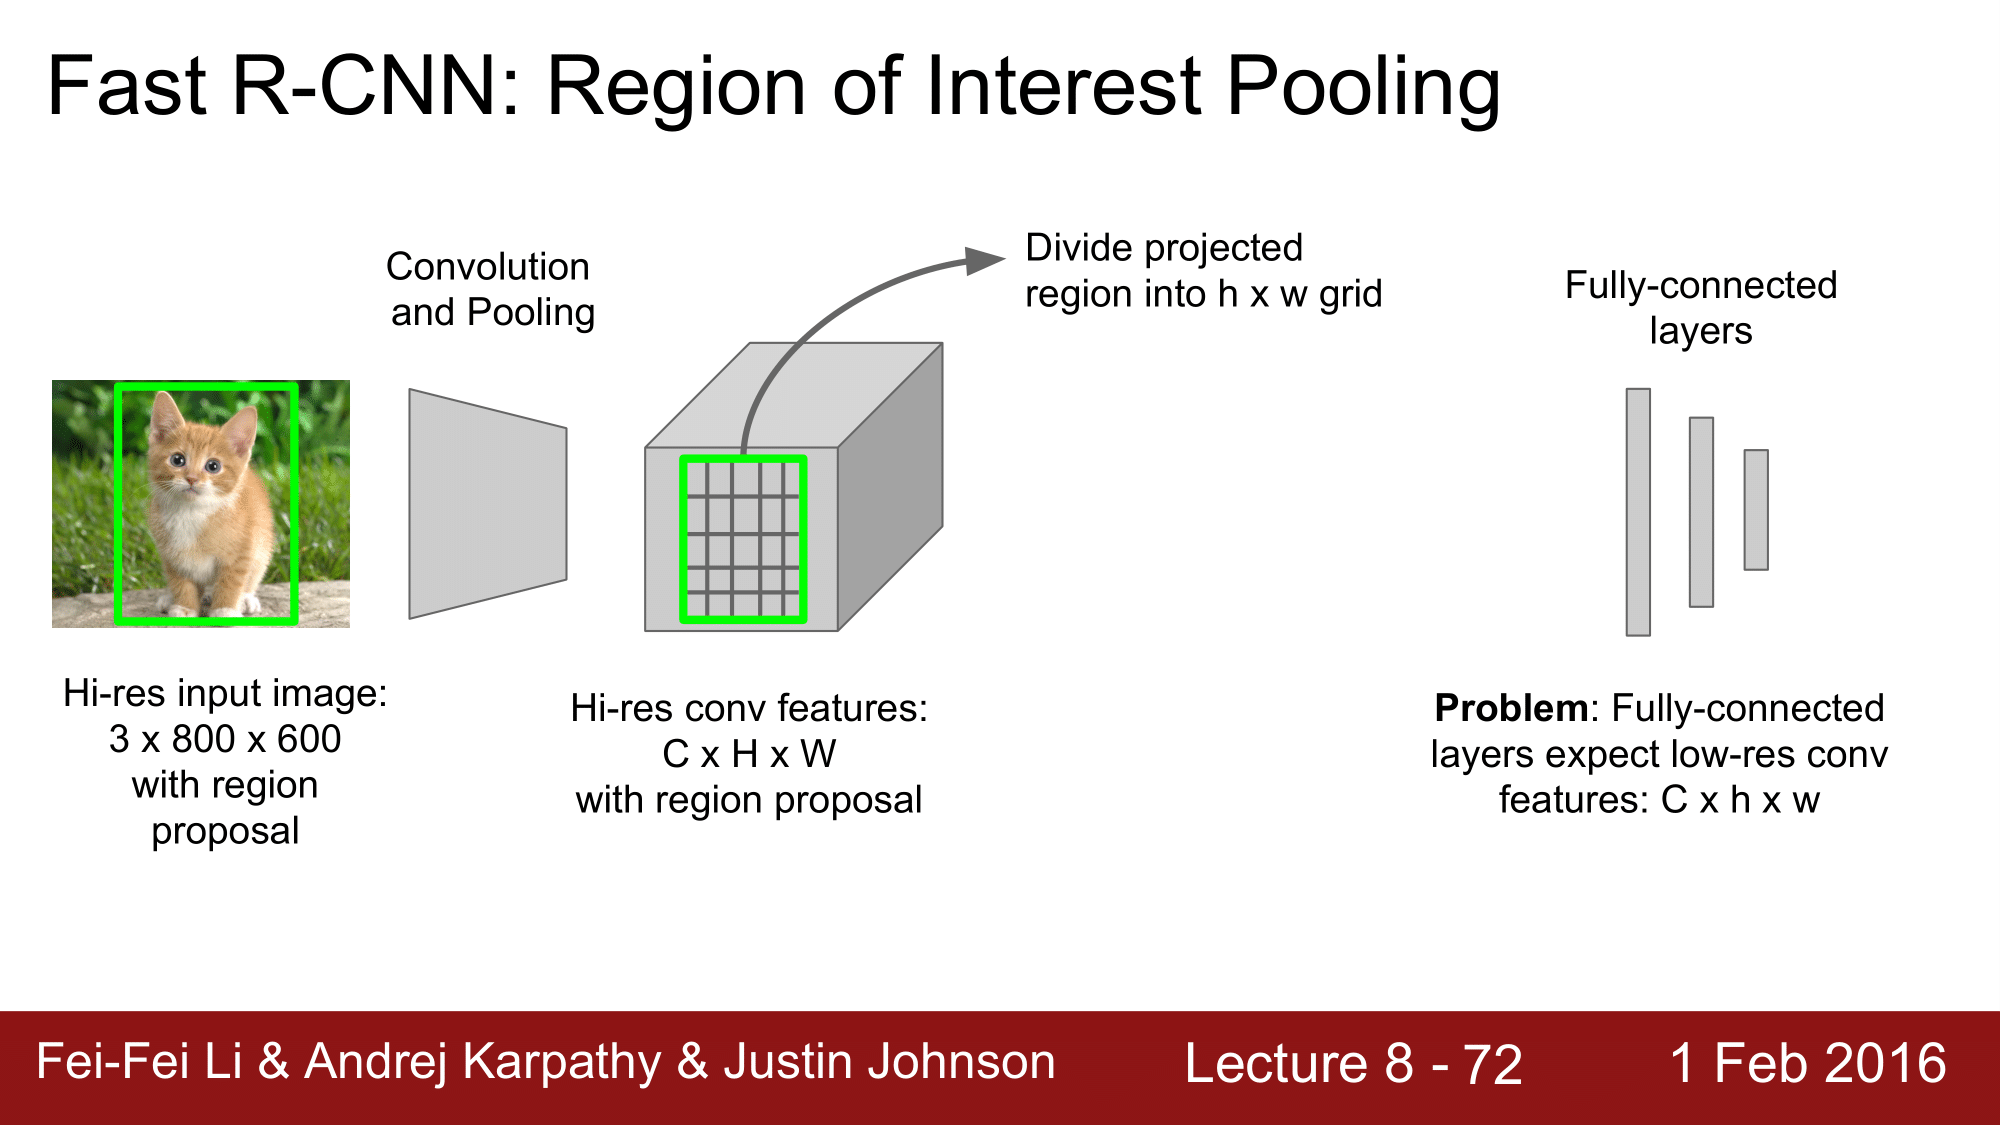 Fast R-CNN: Region of Interest Pooling
Convolution
and Pooling
Divide projected
region into h x w grid
Fully-connected
layers
Hi-res input image:
3 x 800 x 600
with region
proposal
Hi-res conv features:
C x H x W
with region proposal
Problem: Fully-connected
layers expect low-res conv
features: C x h x w
Fei-Fei Li & Andrej Karpathy & Justin Johnson
Lecture 8 - 72
1 Feb 2016